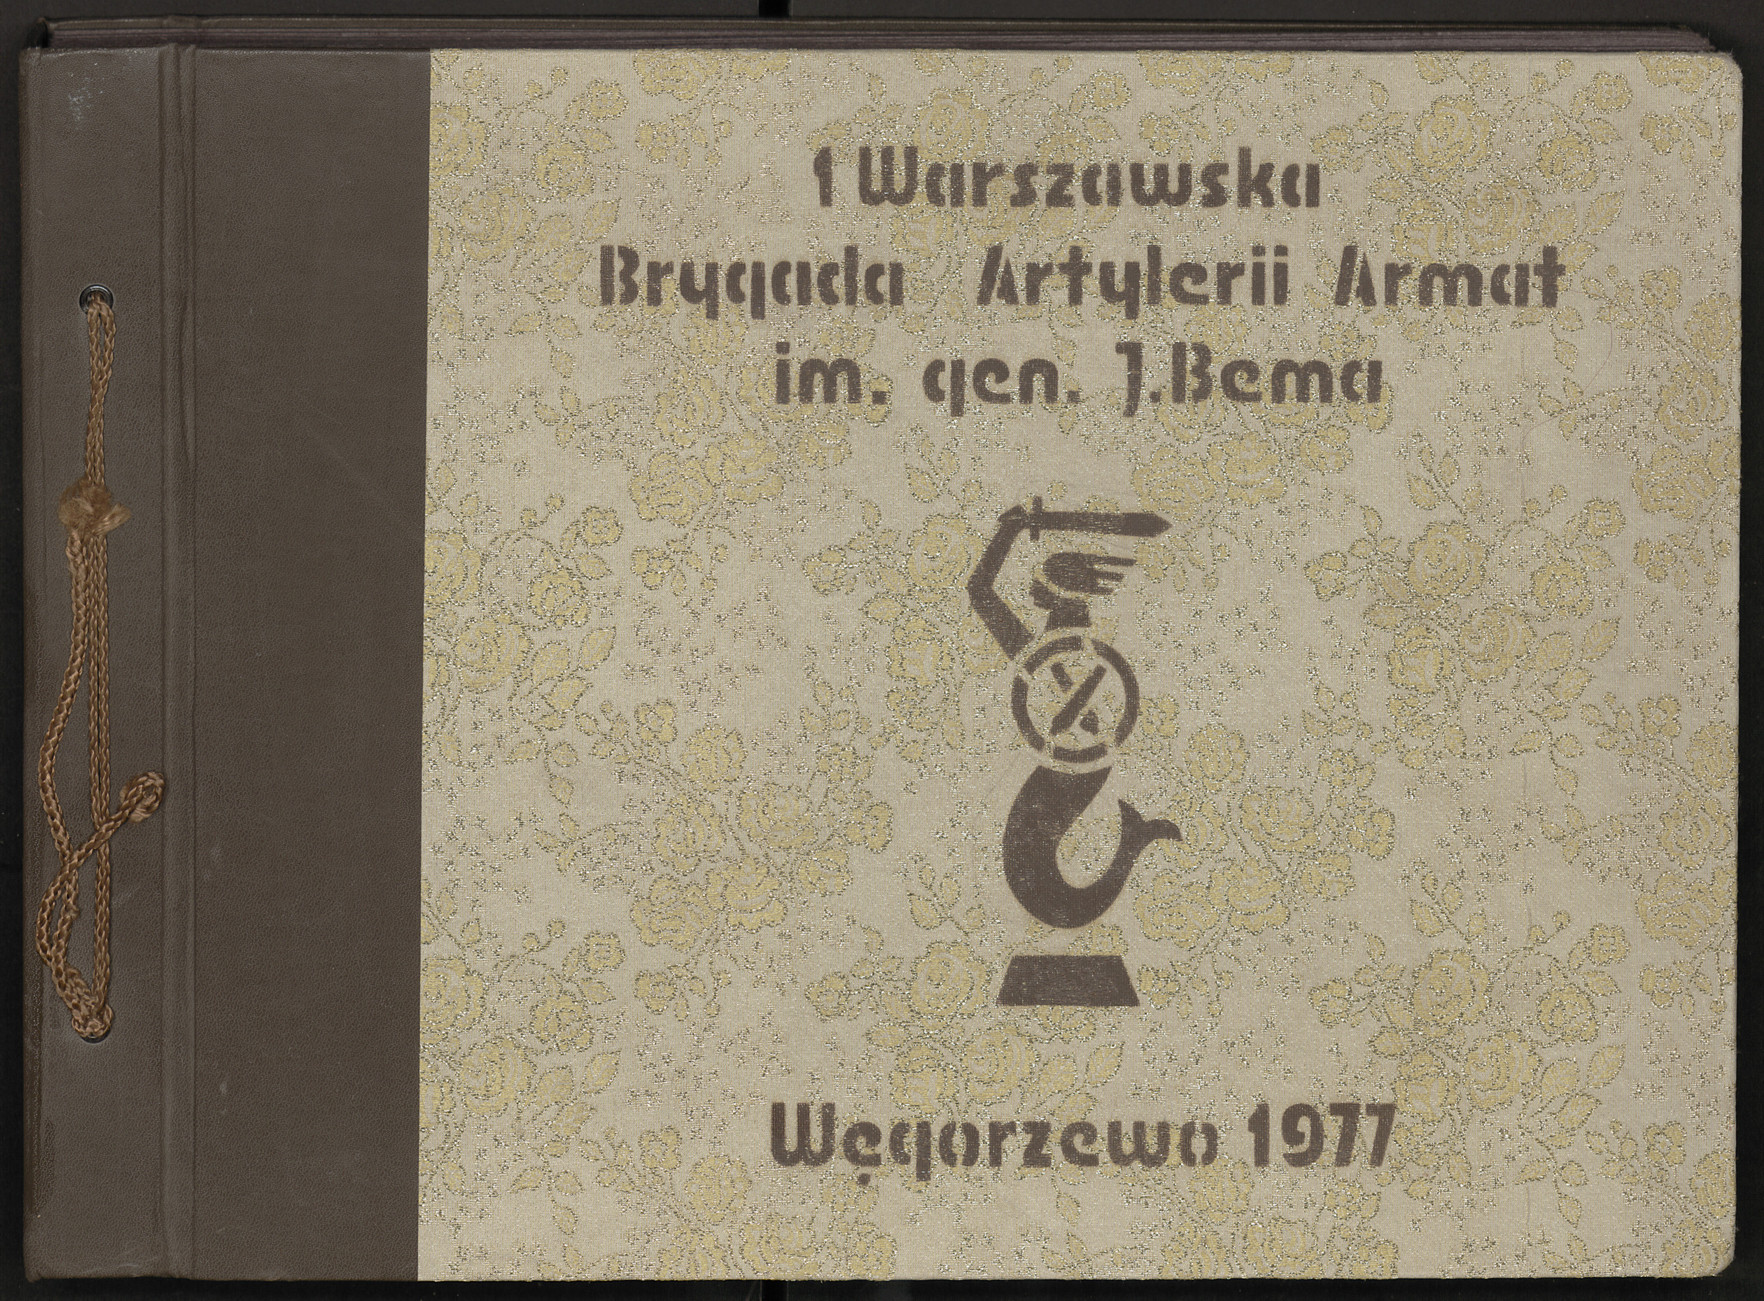 1 Warszawska
Brygada Artylerii Armat
im. gen. J.Bema
Węgorzewo 1977